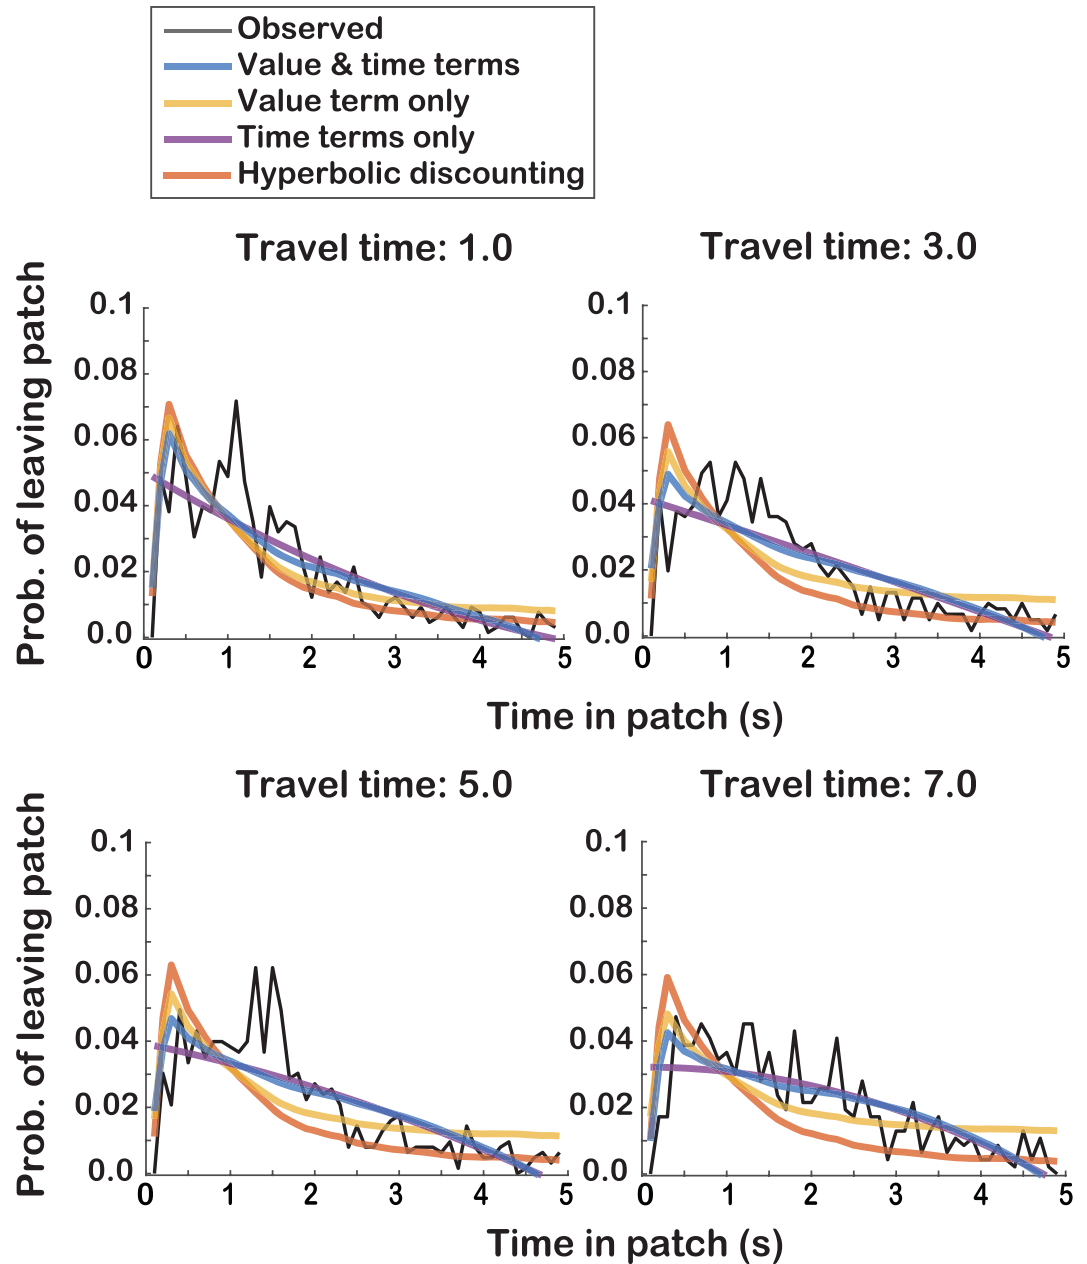 Observed
Value & time terms
Value term only
Time terms only
Hyperbolic discounting
Travel time: 1.0
Travel time: 3.0
Prob. of leaving patch
0.1
0.08
0.06
0.04
0.02
0.0
0 1 2 3 4 5
0.1
0.08
0.06
0.04
0.02
0.0
0 1 2 3 4 5
Time in patch (s)
Travel time: 5.0
Travel time: 7.0
Prob. of leaving patch
0.1
0.08
0.06
0.04
0.02
0.0
0 1 2 3 4 5
0.1
0.08
0.06
0.04
0.02
0.0
0 1 2 3 4 5
Time in patch (s)